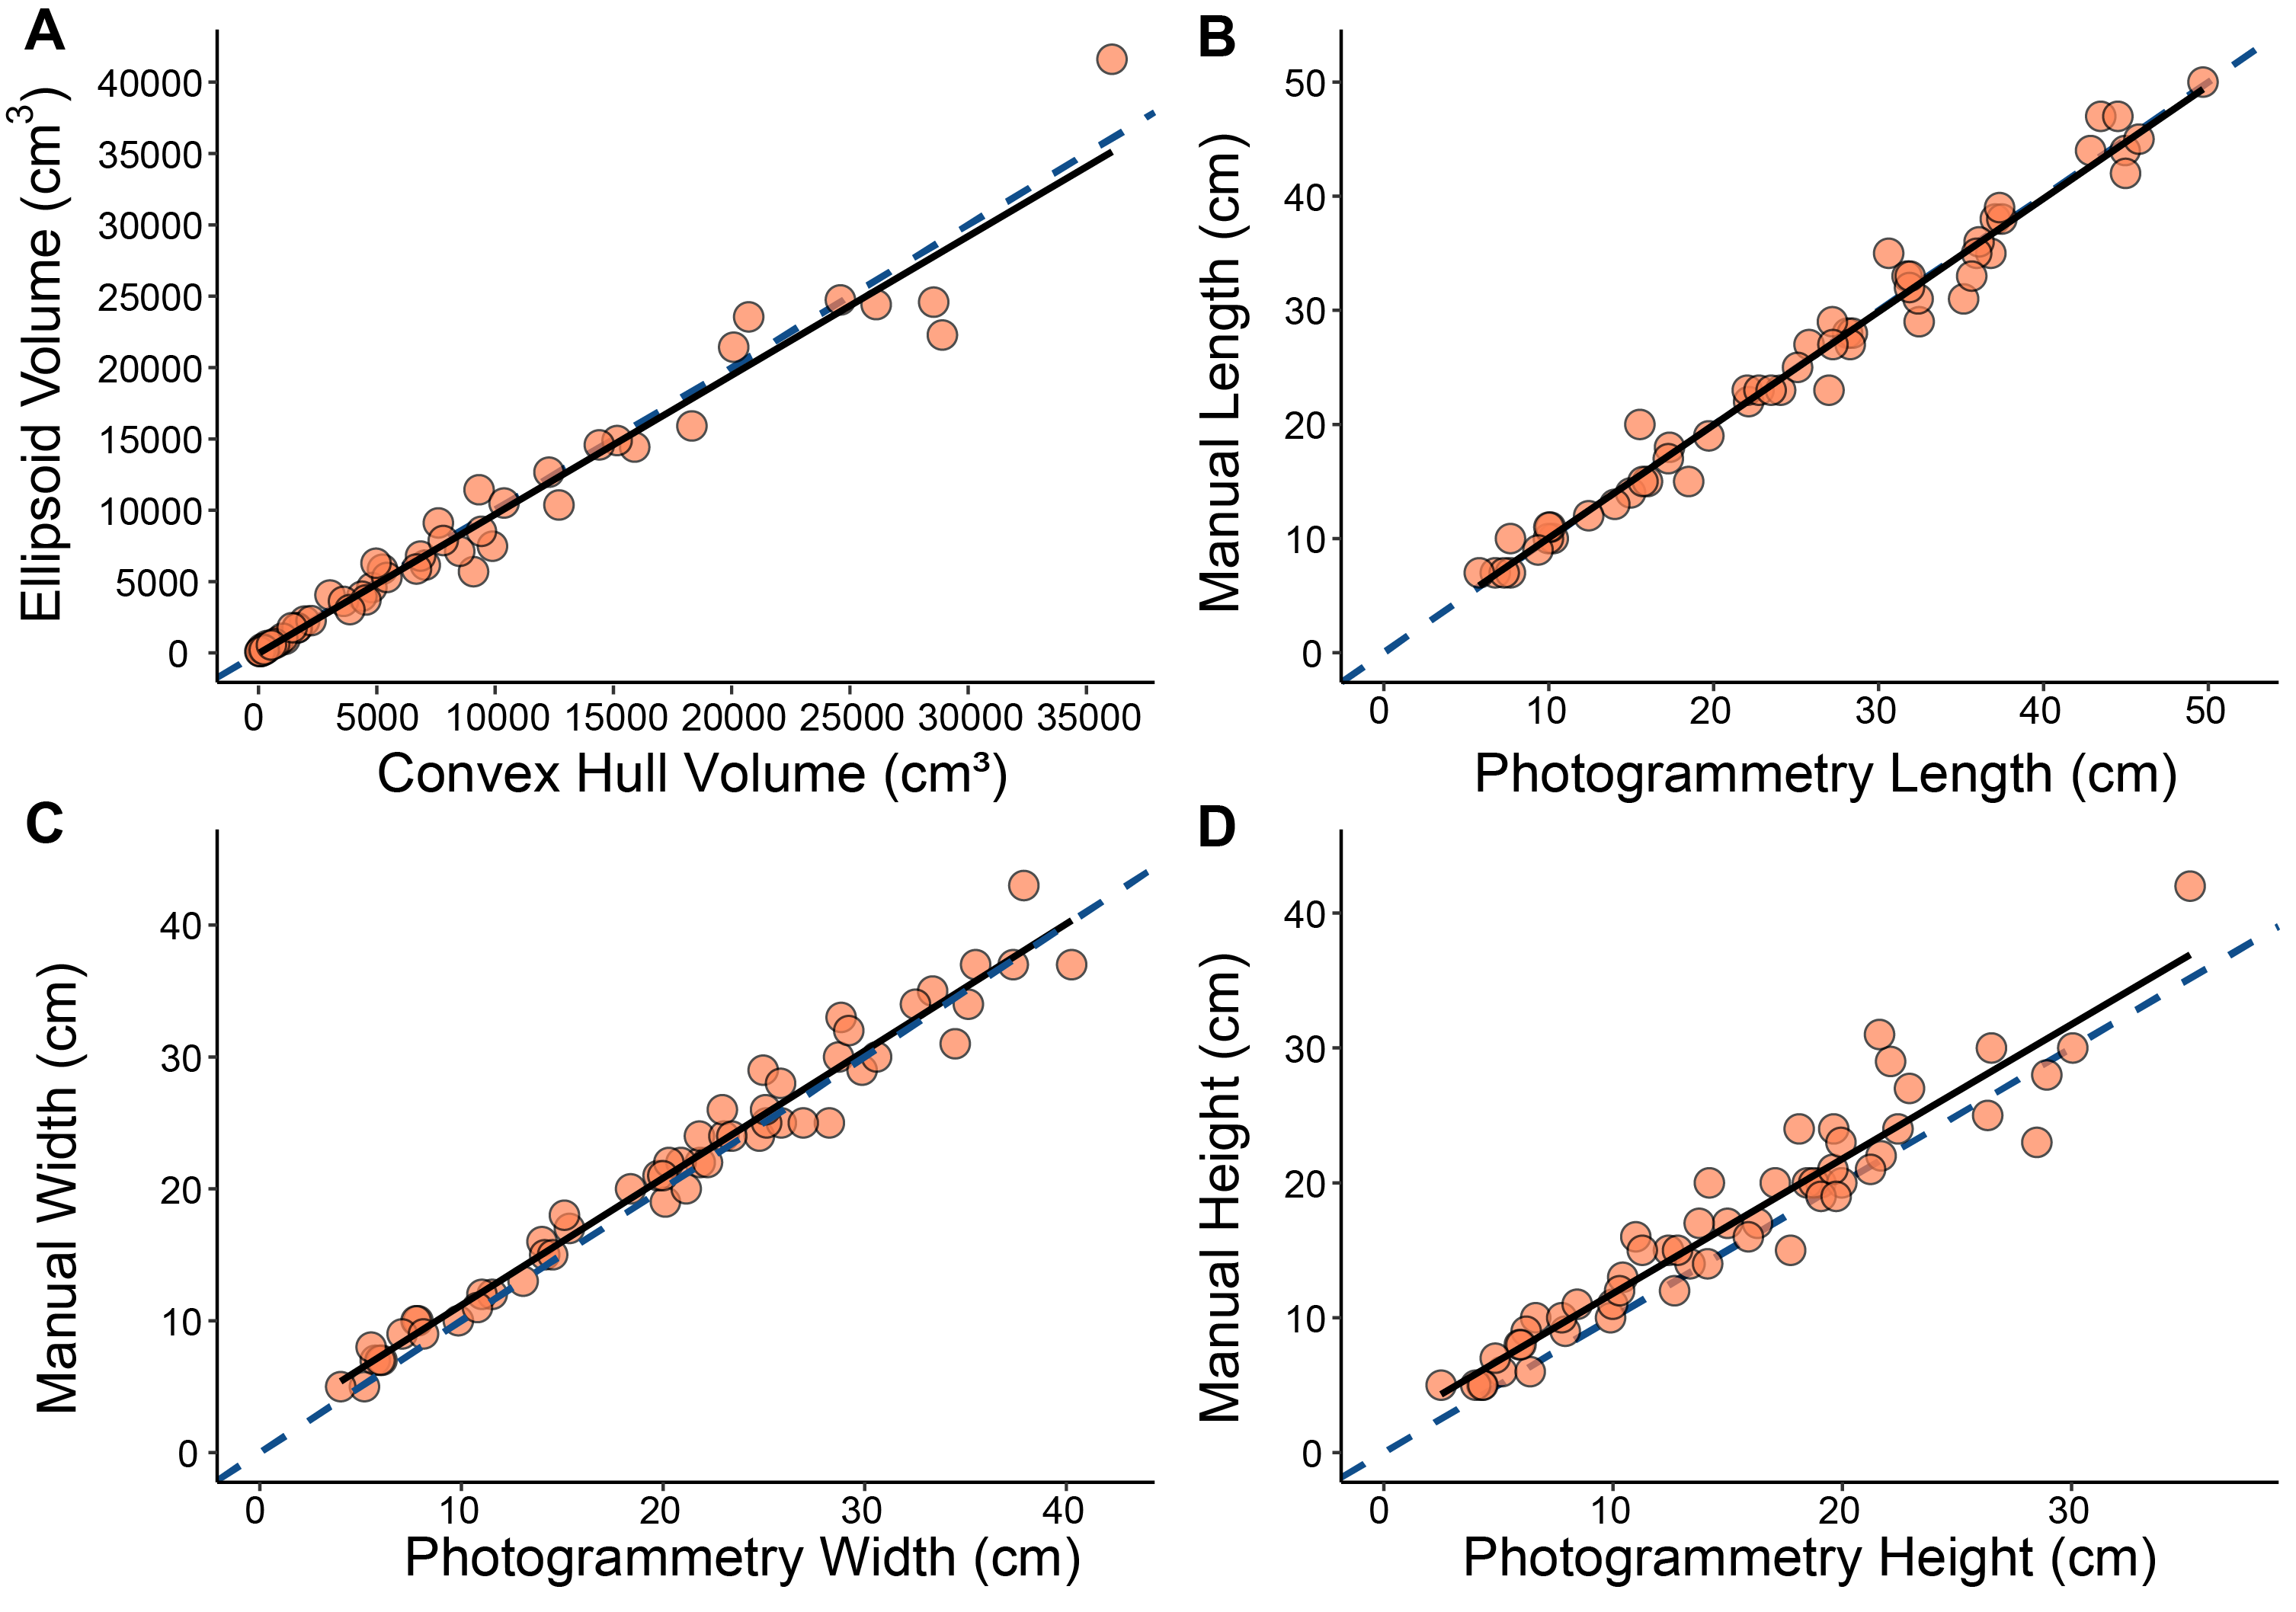 A
Ellipsoid Volume (cm³)
40000
35000
30000
25000
20000
15000
10000
5000
0
0 5000 10000 15000 20000 25000 30000 35000
Convex Hull Volume (cm³)
B
Manual Length (cm)
50
40
30
20
10
0
0 10 20 30 40 50
Photogrammetry Length (cm)
C
Manual Width (cm)
40
30
20
10
0
0 10 20 30 40
Photogrammetry Width (cm)
D
Manual Height (cm)
40
30
20
10
0
0 10 20 30
Photogrammetry Height (cm)